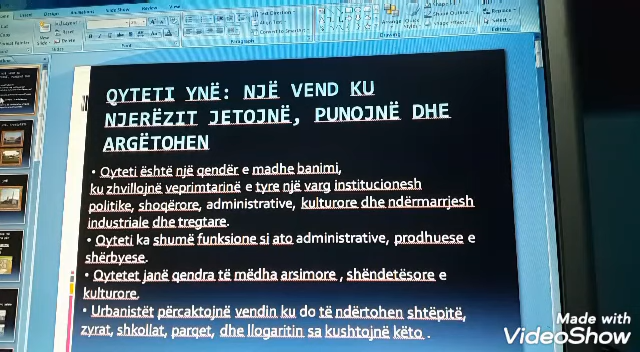 QYTETI YNË: NJË VEND KU
NJERËZIT JETOJNË, PUNOJNË DHE
ARGËTOHEN
• Qyteti është një qendër e madhe banimi,
ku zhvillojnë veprimtarinë e tyre një varg institucionesh
politike, shoqërore, administrative, kulturore dhe ndërmarrjesh
industriale dhe tregtare.
• Qyteti ka shumë funksione si ato administrative, prodhuese e
shërbyese.
• Qytetet janë qendra të mëdha arsimore , shëndetësore e
kulturore.
• Urbanistët përcaktojnë vendin ku do të ndërtohen shtëpitë,
zyrat, shkollat, parqet, dhe llogaritin sa kushtojnë këto .
Made with
VideoShow